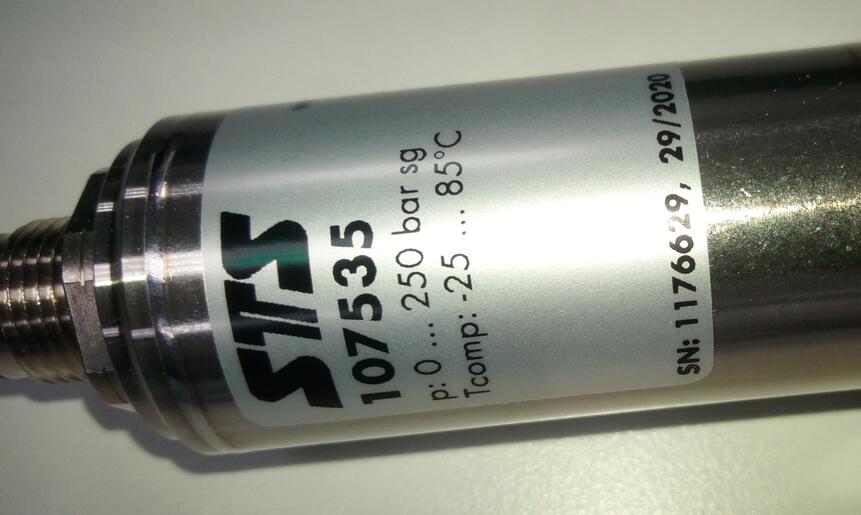 STS
107535
p: 0 ... 250 bar sg
Tcomp: -25 ... 85°C
SN: 1176629, 29/2020